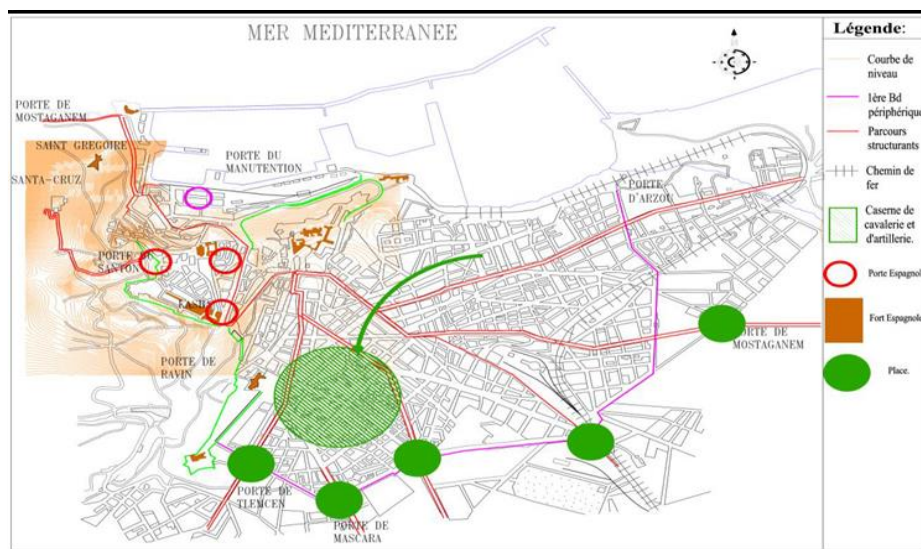 MER MEDITERRANEE
PORTE DE
MOSTAGANEM
SAINT GREGOIRE
SANTA-CRUZ
PORTE DU
MANUTENTION
PORTE
D'ARZOU
PORTE DE
SANTON
PORTE DE
RAVIN
PORTE DE
MOSTAGANEM
PORTE DE
TLEMCEN
PORTE DE
MASCARA
Légende:
Courbe de
niveau
1ère Bd
périphérique
Parcours
structurants
Chemin de
fer
Caserne de
cavalerie et
d'artillerie.
Porte Espagnol
Fort Espagnole
Place.